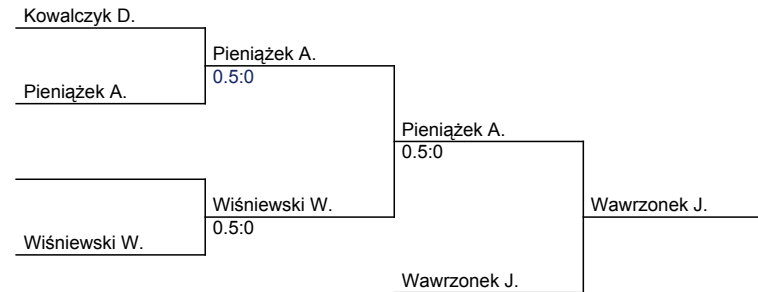 Kowalczyk D.
Pieniążek A.
0.5:0
Pieniążek A.
Pieniążek A.
0.5:0
Wiśniewski W.
0.5:0
Wawrzonek J.
Wiśniewski W.
Wawrzonek J.